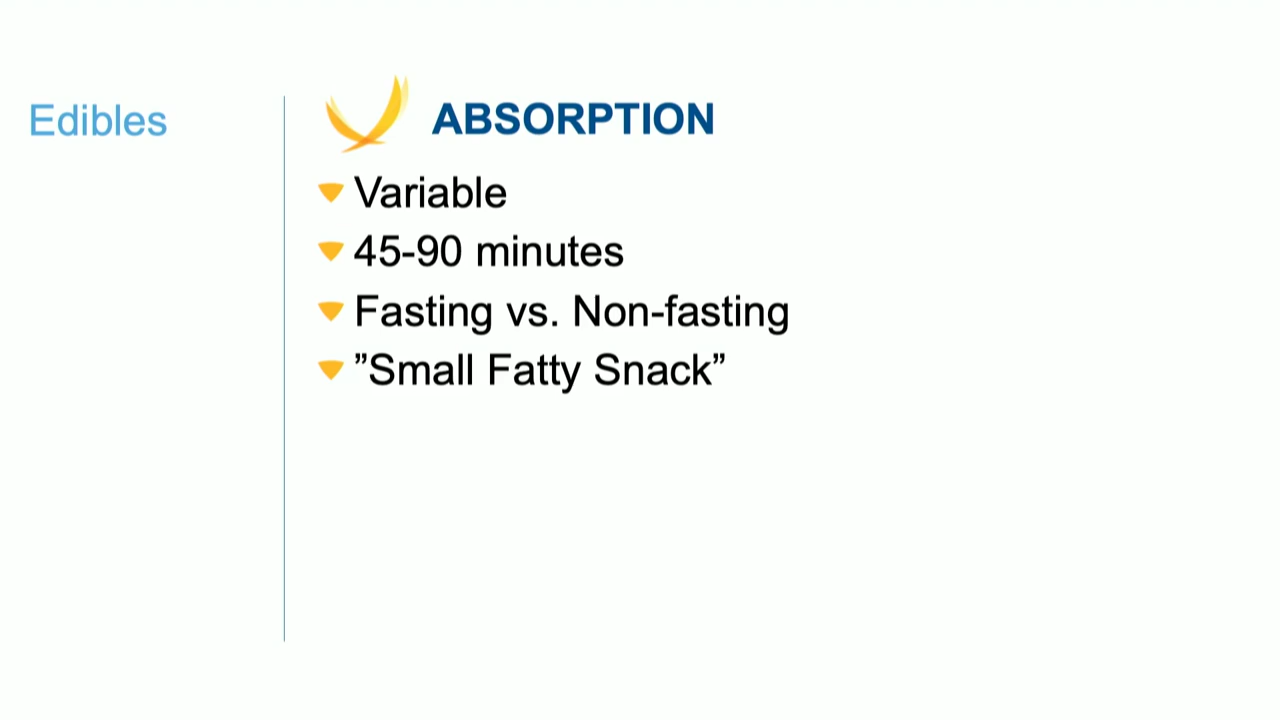 Edibles
ABSORPTION
Variable
45-90 minutes
Fasting vs. Non-fasting
”Small Fatty Snack”